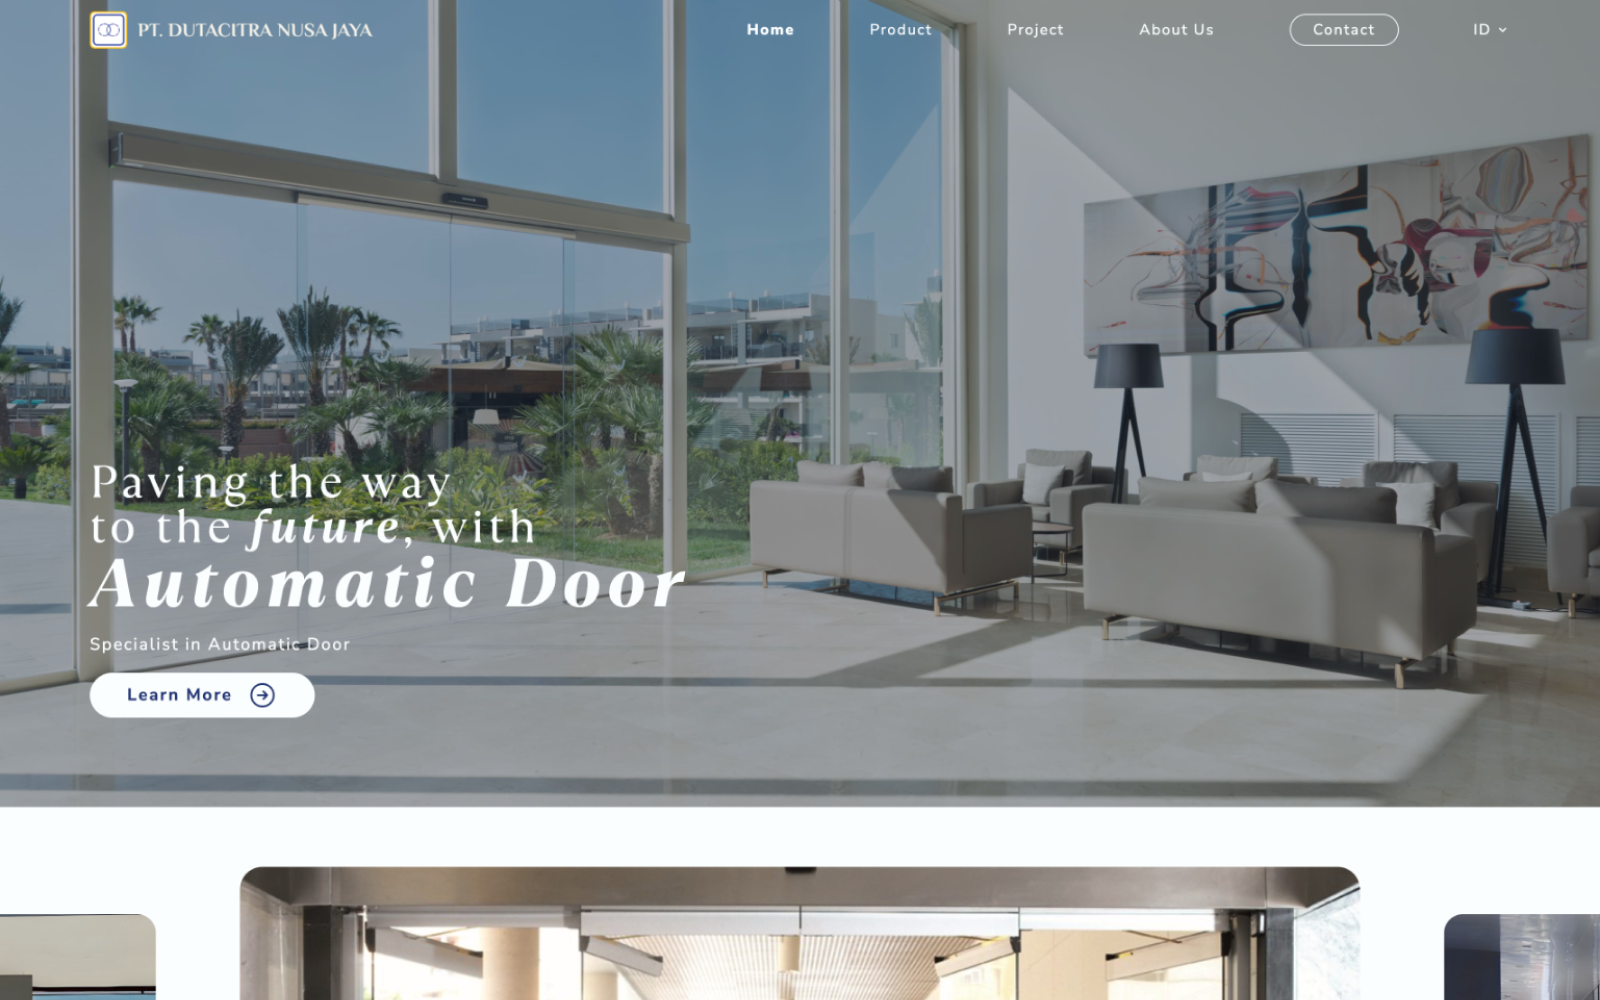 PT. DUTACITRA NUSA JAYA
Home
Product
Project
About Us
Contact
ID
Paving the way
to the future, with
Automatic Door
Specialist in Automatic Door
Learn More